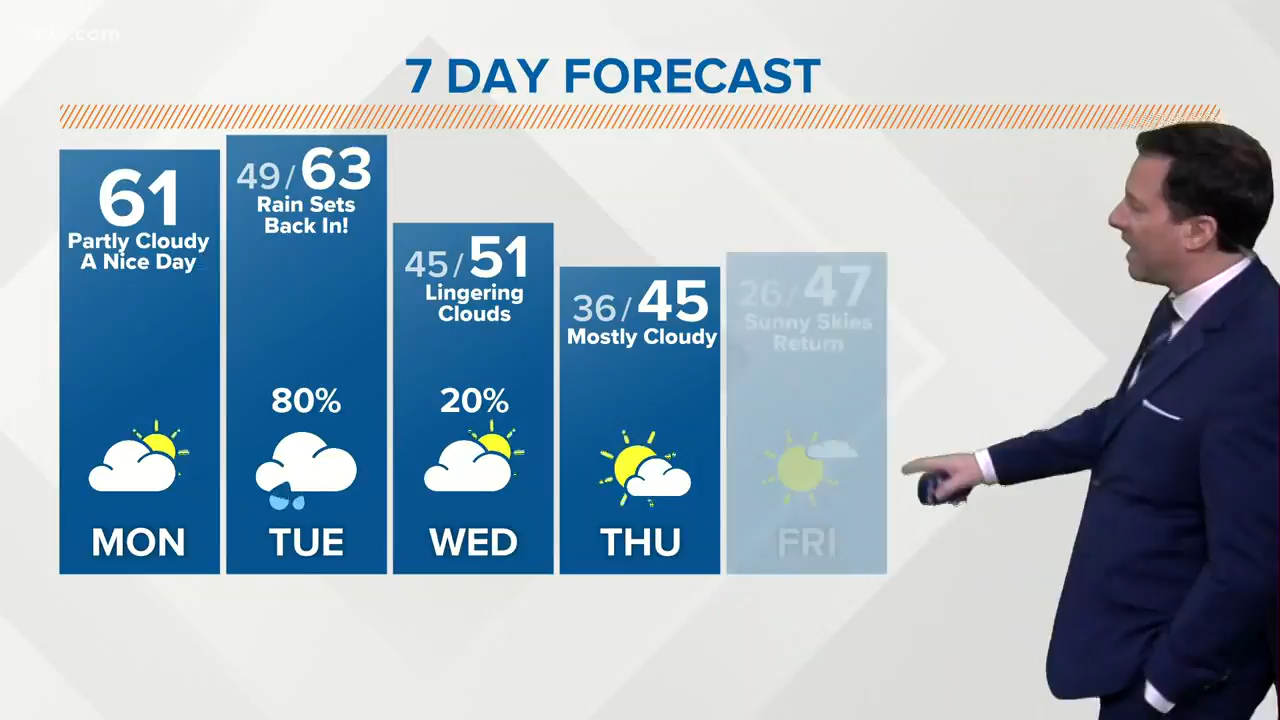 7 DAY FORECAST
61
Partly Cloudy
A Nice Day
MON
49/63
Rain Sets
Back In!
80%
TUE
45/51
Lingering
Clouds
20%
WED
36/45
Mostly Cloudy
THU
26/47
Sunny Skies
Return
FRI